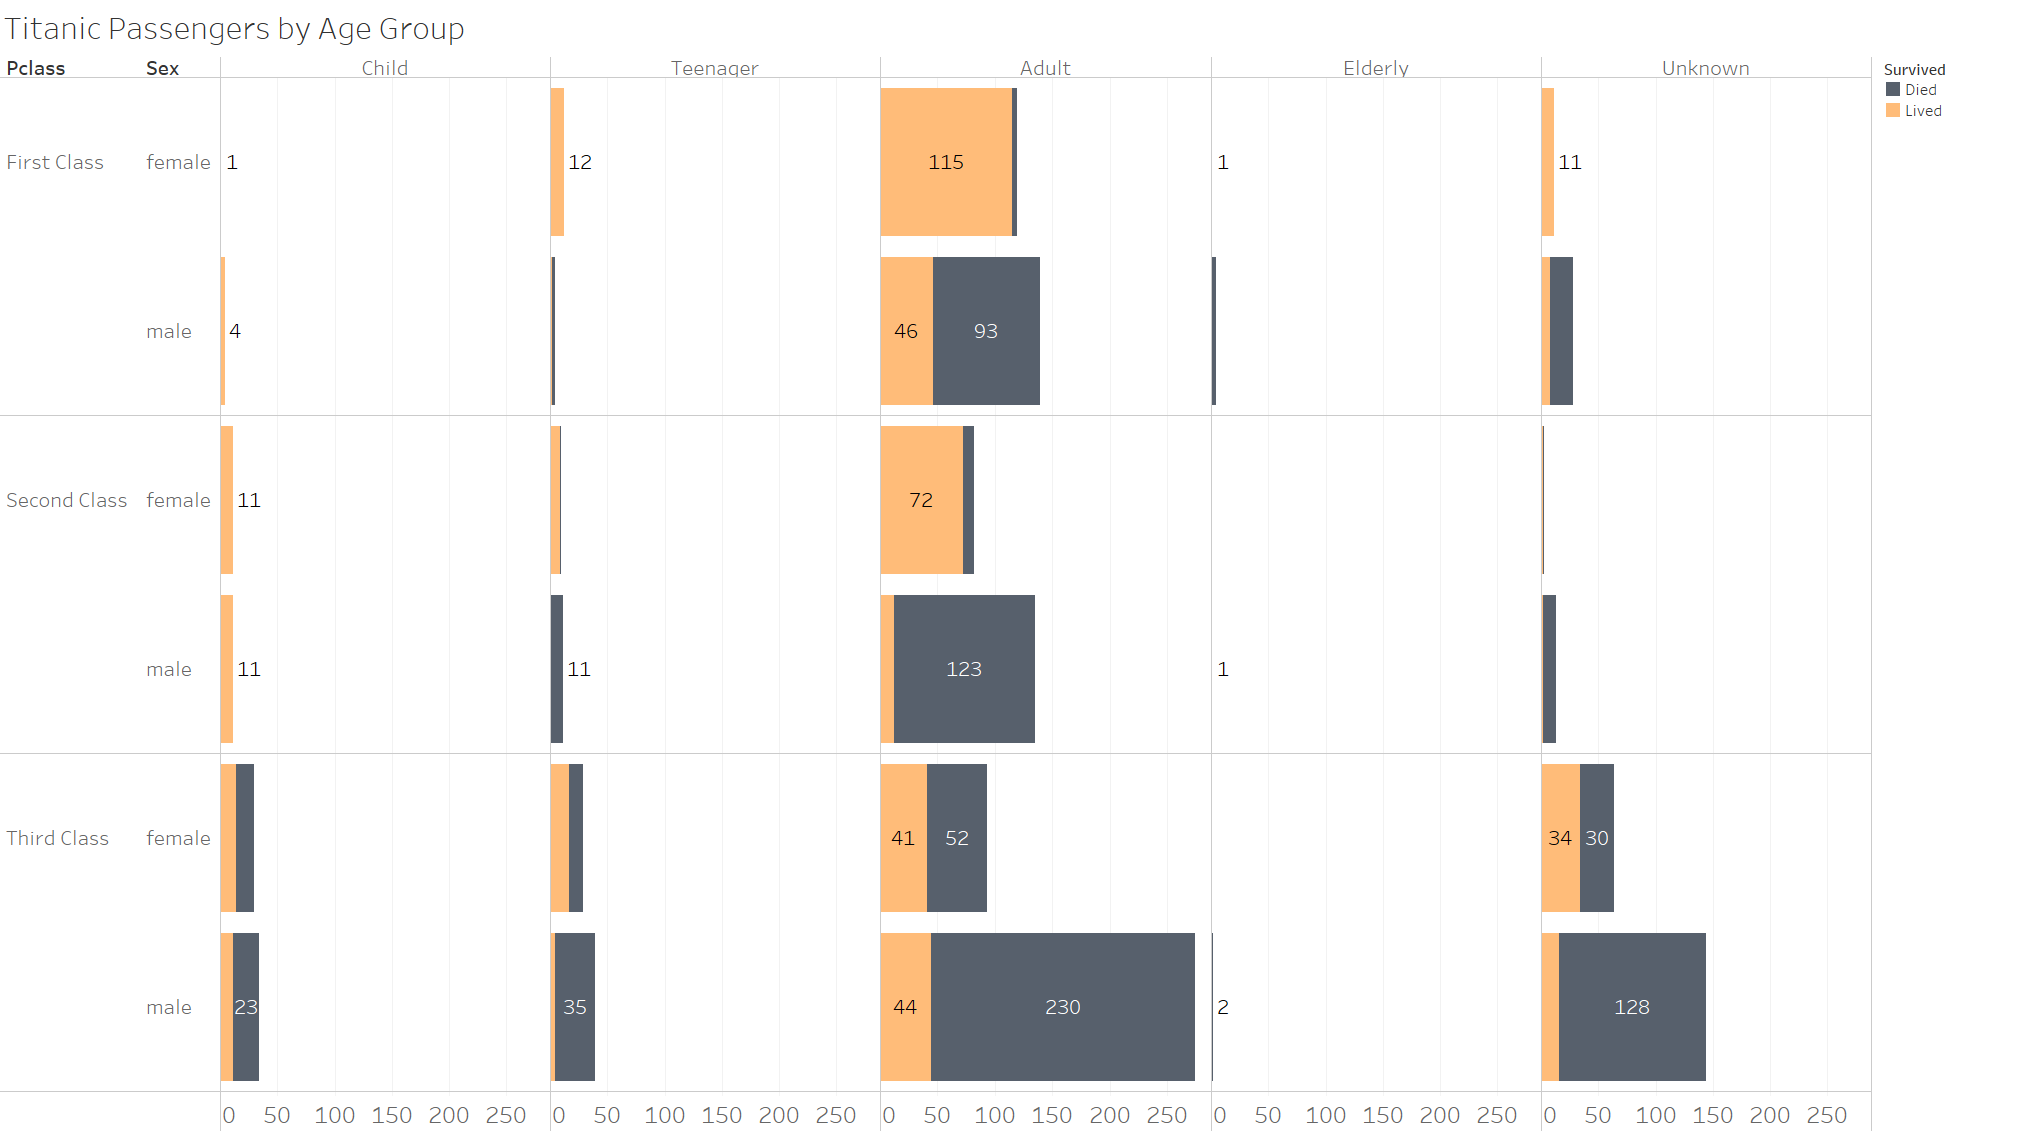 Titanic Passengers by Age Group
Pclass Sex Child Teenager Adult Elderly Unknown
Survived
Died
Lived
First Class female 1 12 115 1 11
male 4 46 93
Second Class female 11 72
male 11 11 123 1
Third Class female 41 52 34 30
male 23 35 44 230 2 128
0 50 100 150 200 250 0 50 100 150 200 250 0 50 100 150 200 250 0 50 100 150 200 250 0 50 100 150 200 250